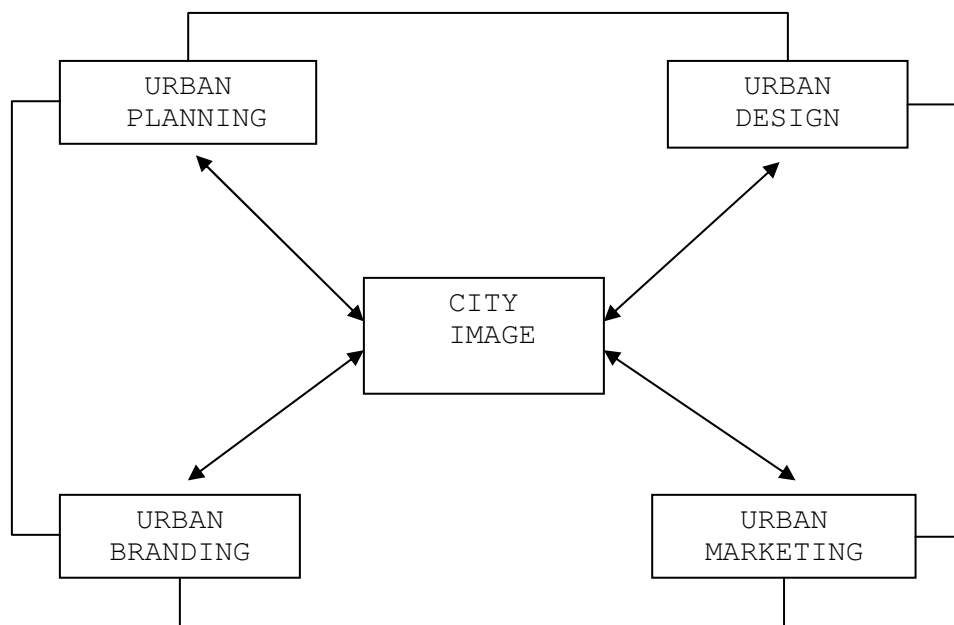 URBAN
PLANNING
URBAN
DESIGN
CITY
IMAGE
URBAN
BRANDING
URBAN
MARKETING